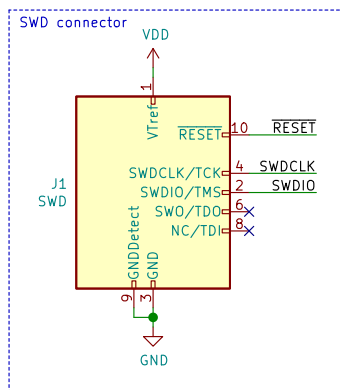 SWD connector
VDD
1
VTref
RESET 10 RESET
J1
SWD
SWDCLK/TCK 4 SWDCLK
SWDIO/TMS 2 SWDIO
SWO/TDO 6
NC/TDI 8
GNDDetect
GND
9 3
GND